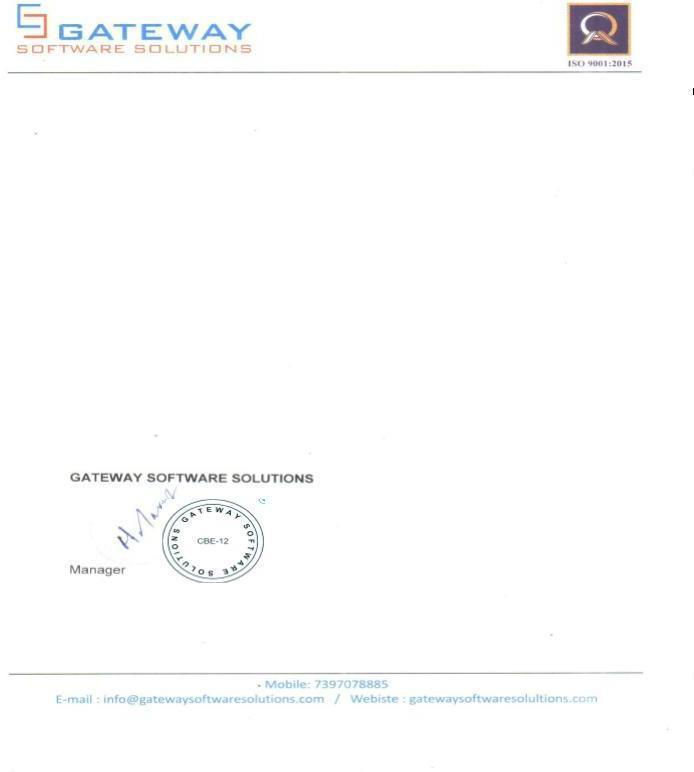 GATEWAY
SOFTWARE SOLUTIONS
ISO 9001:2015
GATEWAY SOFTWARE SOLUTIONS
GATEWAY SOFTWARE SOLUTIONS
CBE-12
Manager
Mobile: 7397078885
E-mail : info@gatewaysoftwaresolutions.com / Webiste : gatewaysoftwaresolultions.com